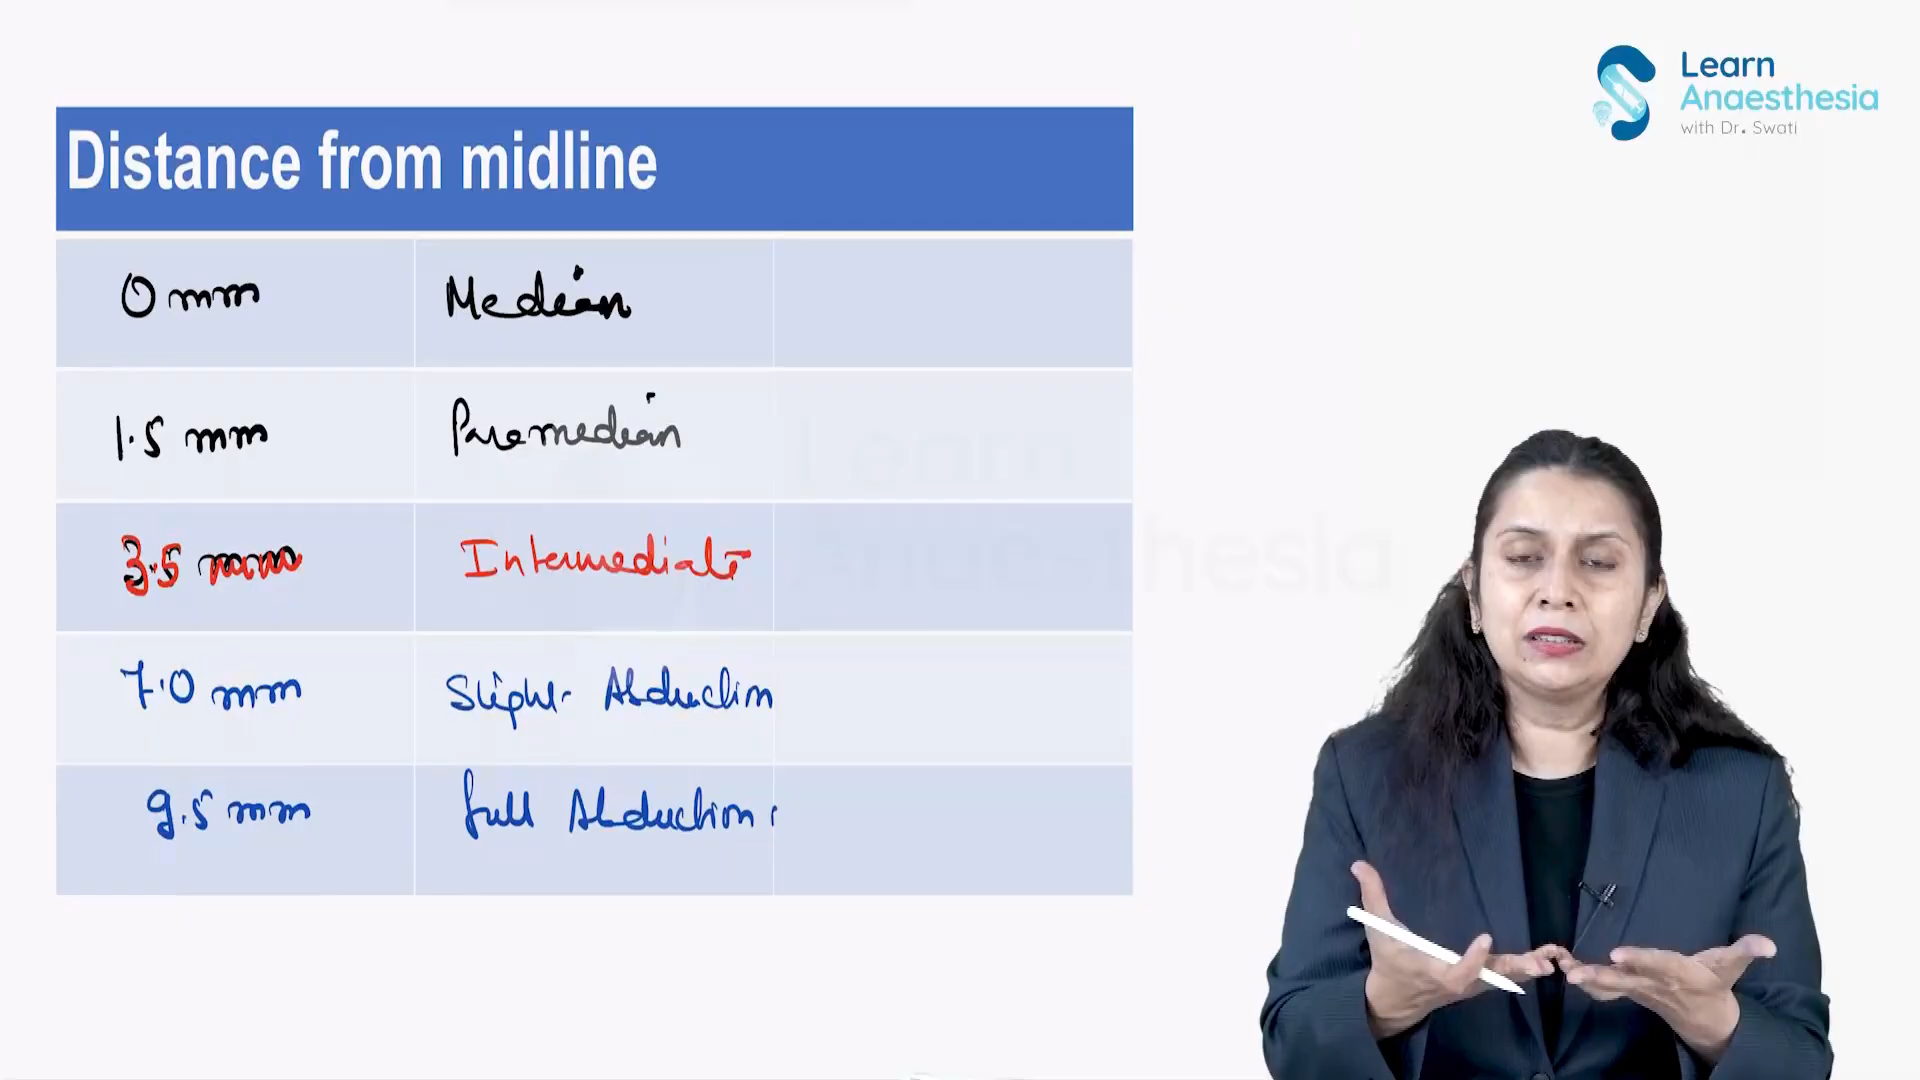 Learn
Anaesthesia
with Dr. Swati
Distance from midline
0 mm Median
1.5 mm Paramedian
3.5 mm Intermediate
7.0 mm Slight Abduction
9.5 mm full Abduction